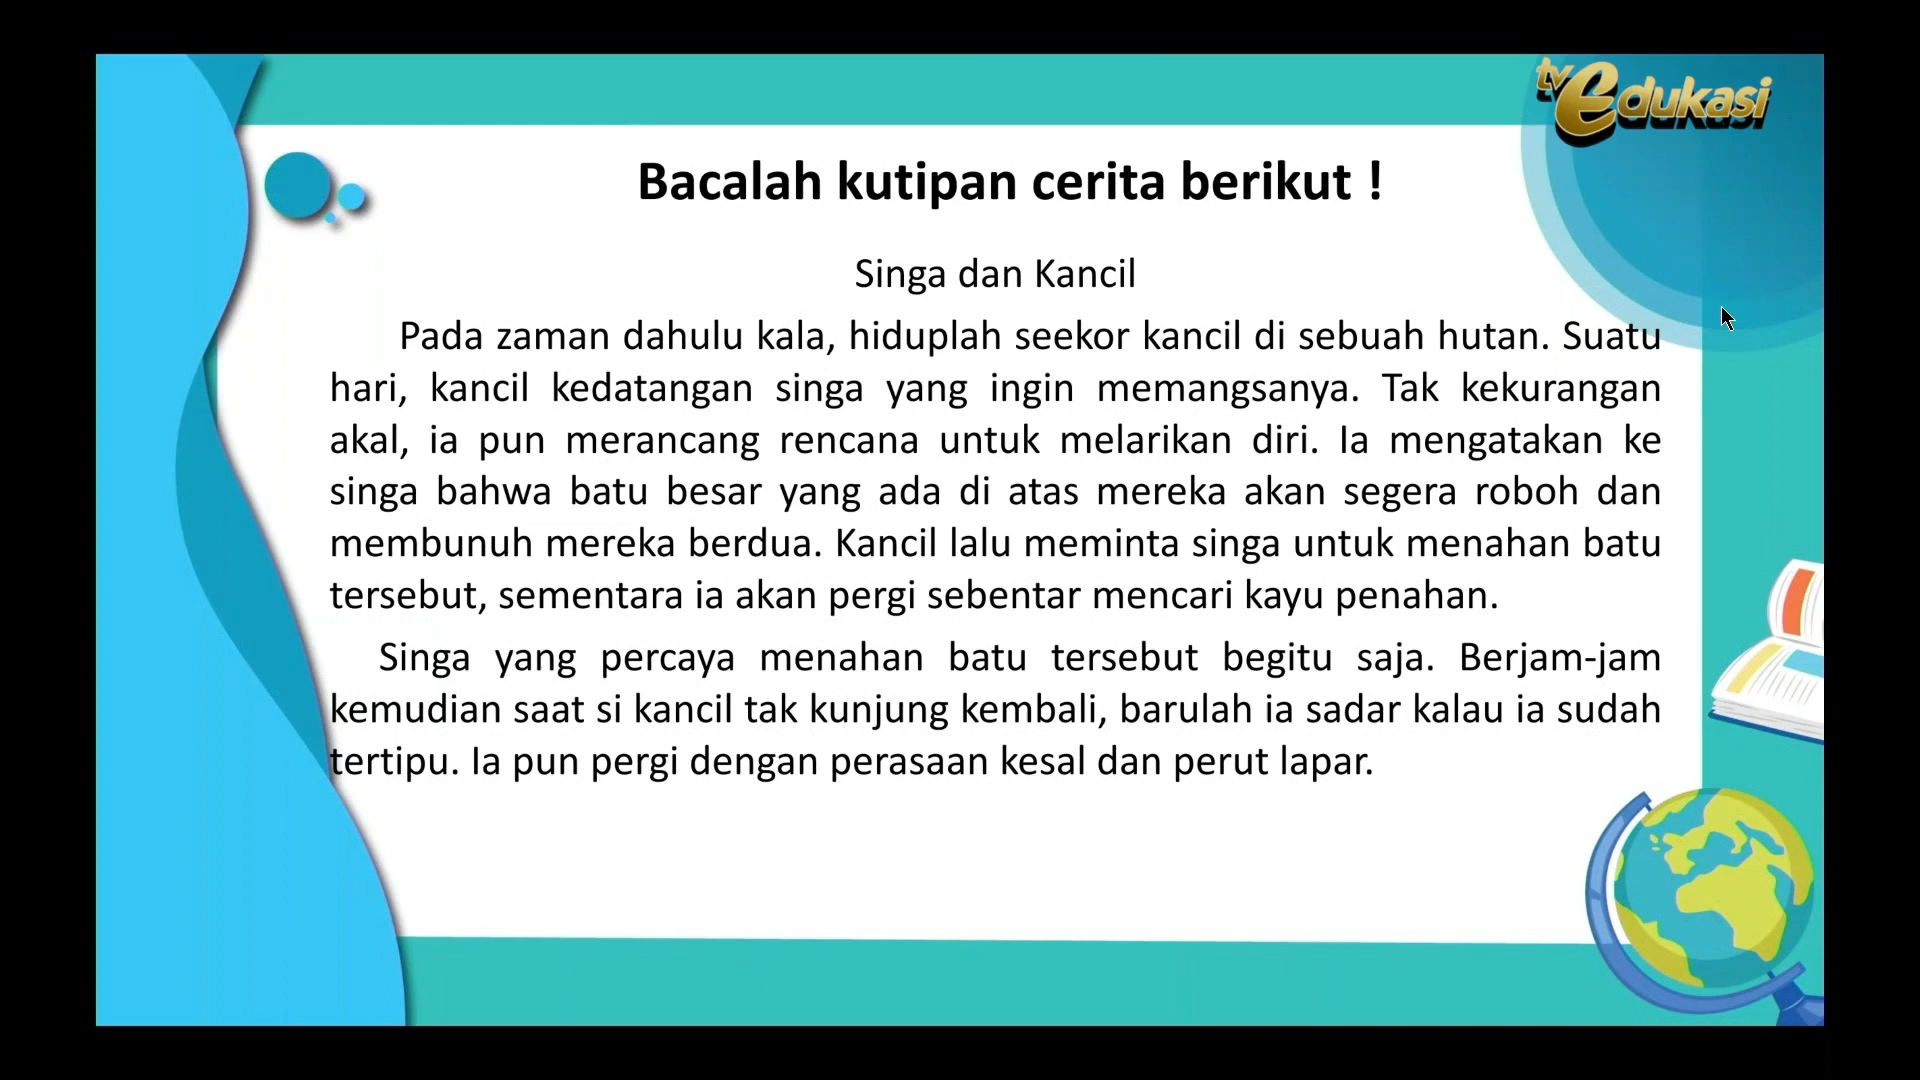 tv edukasi
Bacalah kutipan cerita berikut !
Singa dan Kancil
Pada zaman dahulu kala, hiduplah seekor kancil di sebuah hutan. Suatu
hari, kancil kedatangan singa yang ingin memangsanya. Tak kekurangan
akal, ia pun merancang rencana untuk melarikan diri. Ia mengatakan ke
singa bahwa batu besar yang ada di atas mereka akan segera roboh dan
membunuh mereka berdua. Kancil lalu meminta singa untuk menahan batu
tersebut, sementara ia akan pergi sebentar mencari kayu penahan.
Singa yang percaya menahan batu tersebut begitu saja. Berjam-jam
kemudian saat si kancil tak kunjung kembali, barulah ia sadar kalau ia sudah
tertipu. Ia pun pergi dengan perasaan kesal dan perut lapar.